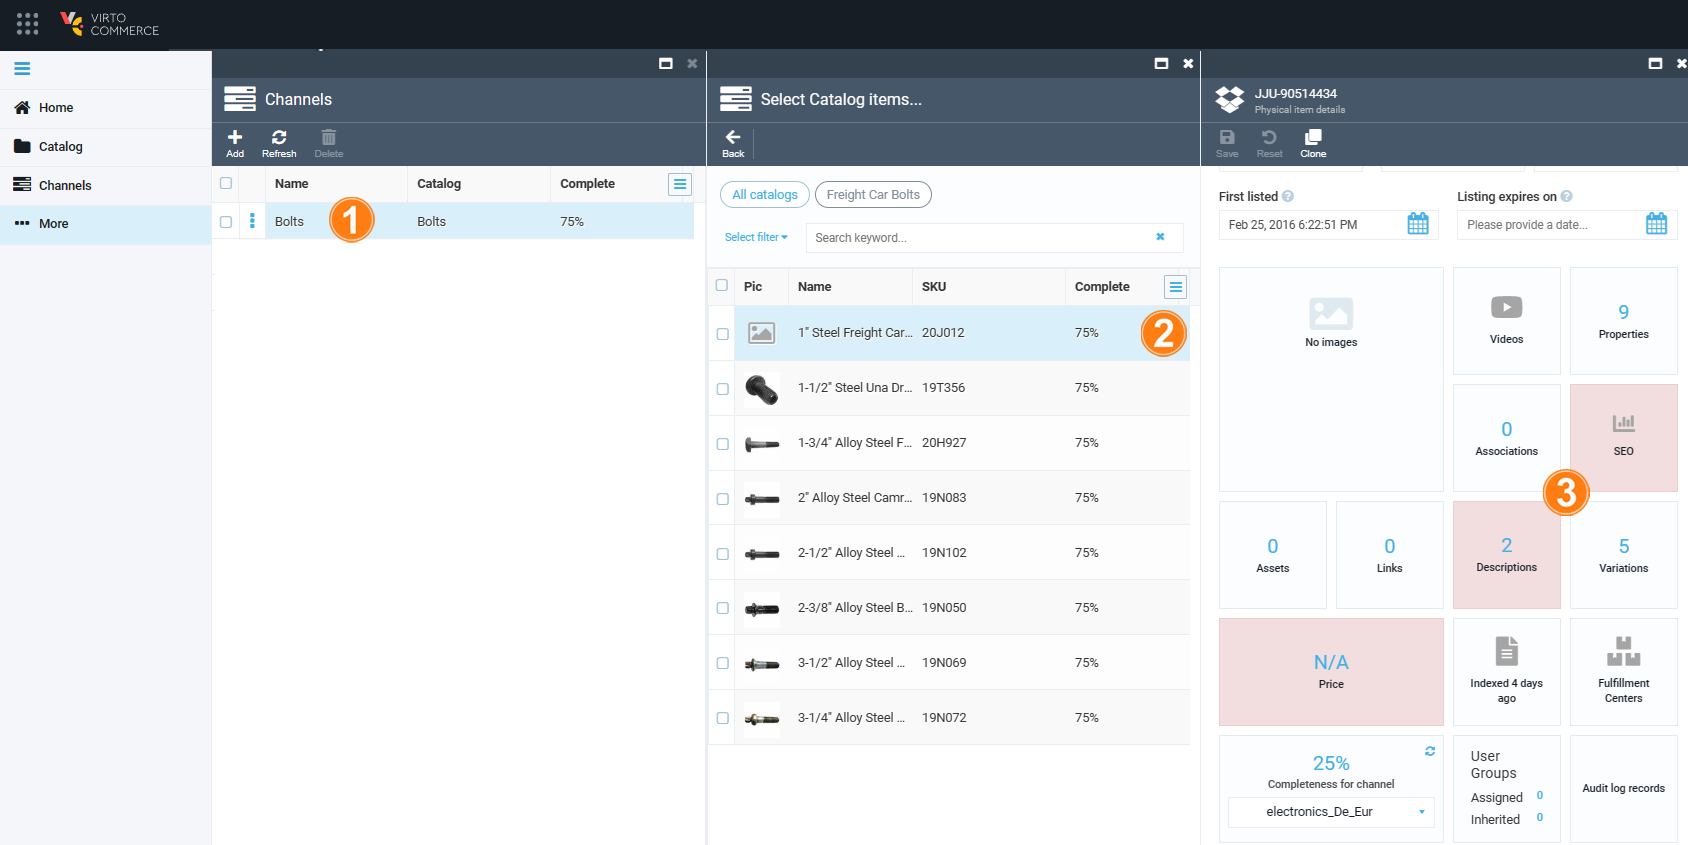 VIRTO
COMMERCE
Home
Catalog
Channels
More
Channels
Add
Refresh
Delete
Name
Catalog
Complete
Bolts
1
Bolts
75%
Select Catalog items...
Back
All catalogs
Freight Car Bolts
Select filter
Search keyword...
Pic
Name
SKU
Complete
1" Steel Freight Car... 20J012 75%
2
1-1/2" Steel Una Dr... 19T356 75%
1-3/4" Alloy Steel F... 20H927 75%
2" Alloy Steel Camr... 19N083 75%
2-1/2" Alloy Steel ... 19N102 75%
2-3/8" Alloy Steel B... 19N050 75%
3-1/2" Alloy Steel ... 19N069 75%
3-1/4" Alloy Steel ... 19N072 75%
JJU-90514434
Physical item details
Save
Reset
Clone
First listed ?
Listing expires on ?
Feb 25, 2016 6:22:51 PM
Please provide a date...
No images
Videos
9
Properties
0
Associations
SEO
3
0
Assets
0
Links
2
Descriptions
5
Variations
N/A
Price
Indexed 4 days
ago
Fulfillment
Centers
25%
Completeness for channel
electronics_De_Eur
User
Groups
Assigned 0
Inherited 0
Audit log records